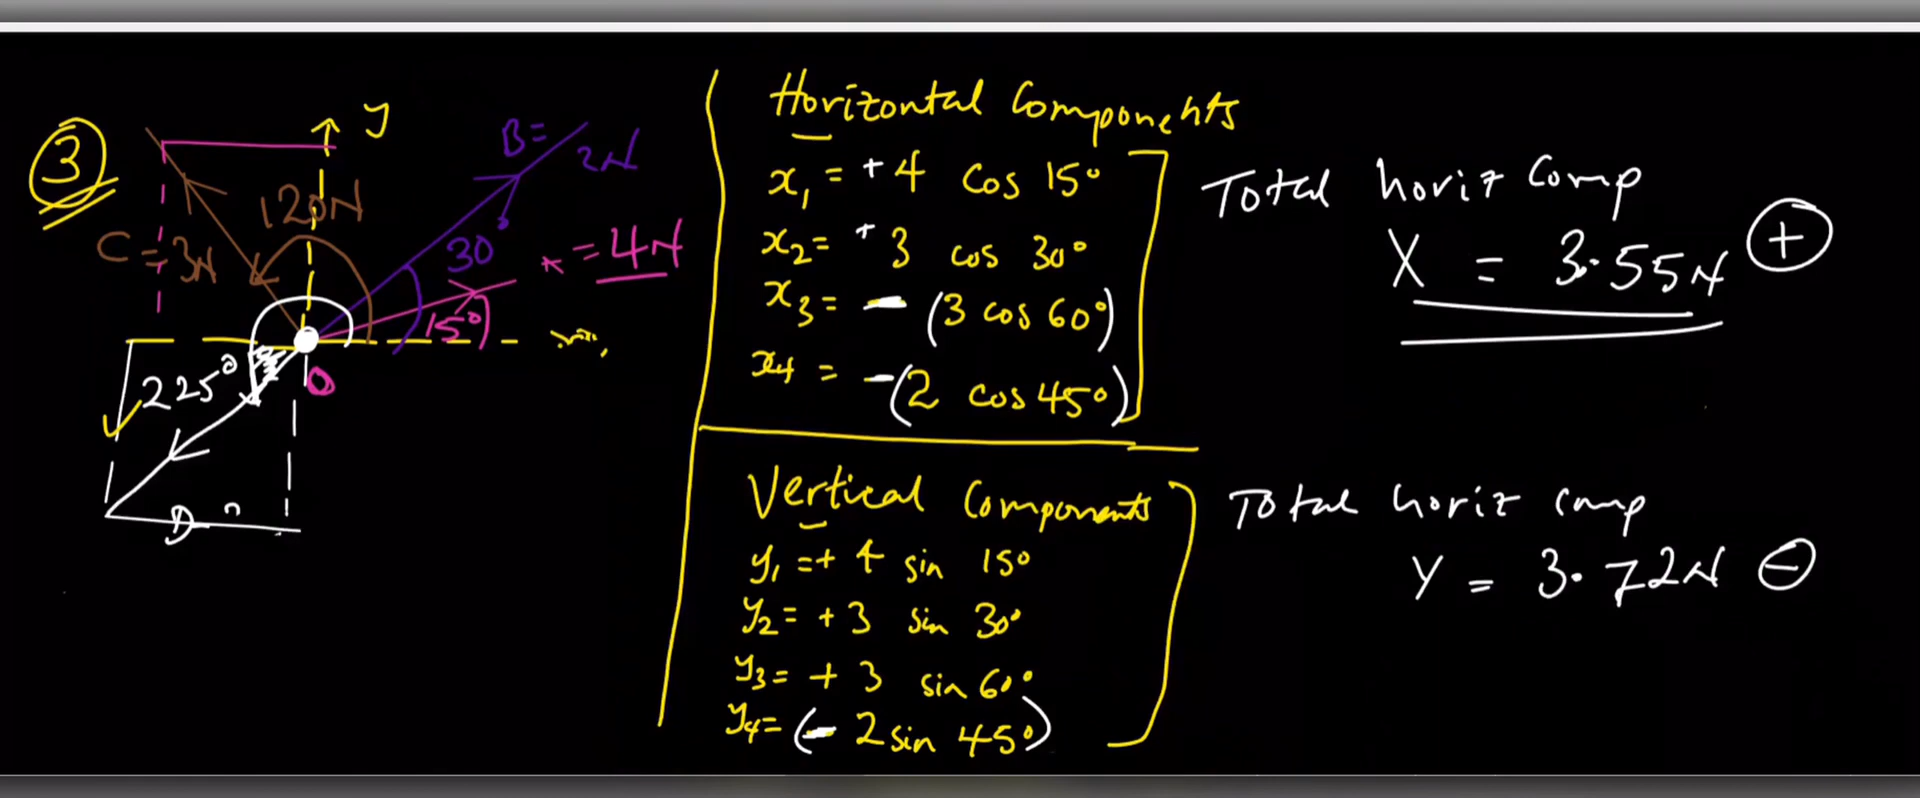 3
y
B =
2N
120N
C = 3N
30°
x = 4N
15°
225°
O
D
Horizontal Components
x₁ = + 4 cos 15°
x₂ = + 3 cos 30°
x₃ = - (3 cos 60°)
x₄ = -(2 cos 45°)
Total horiz comp
X = 3.55N +
Vertical Components
y₁ = + 4 sin 15°
y₂ = + 3 sin 30°
y₃ = + 3 sin 60°
y₄ = (- 2 sin 45°)
Total horiz comp
Y = 3.72N −